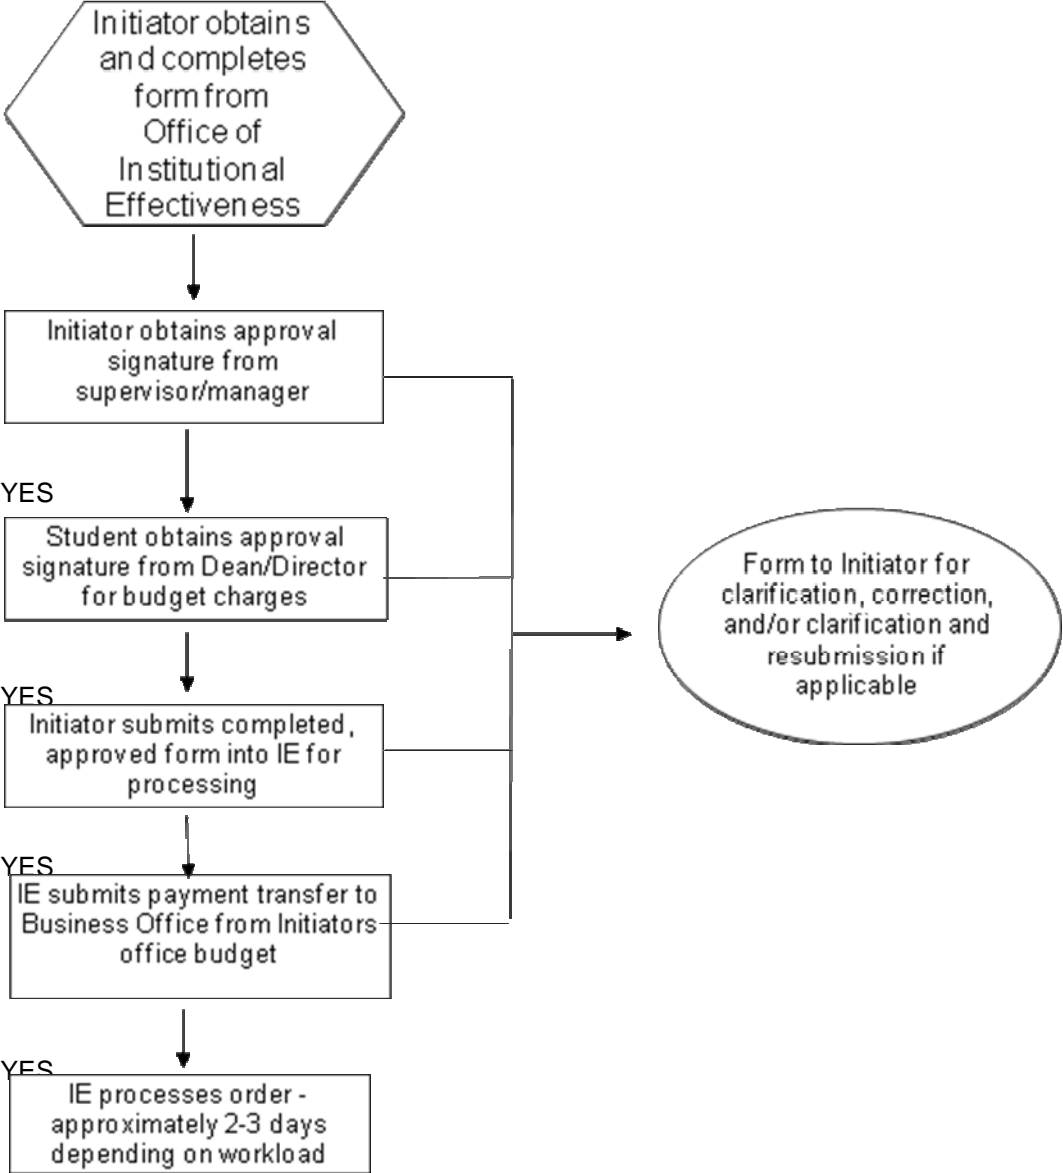 Initiator obtains
and completes
form from
Office of
Institutional
Effectiveness
Initiator obtains approval
signature from
supervisor/manager
YES
Student obtains approval
signature from Dean/Director
for budget charges
YES
Initiator submits completed,
approved form into IE for
processing
YES
IE submits payment transfer to
Business Office from Initiators
office budget
YES
IE processes order -
approximately 2-3 days
depending on workload
Form to Initiator for
clarification, correction,
and/or clarification and
resubmission if
applicable